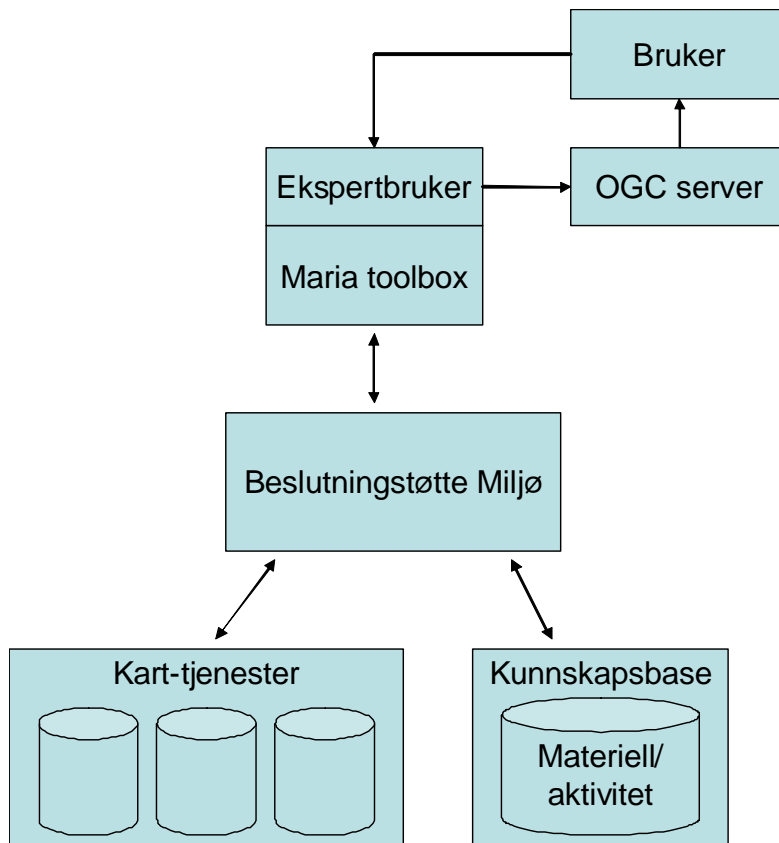 Bruker
Ekspertbruker
OGC server
Maria toolbox
Beslutningstøtte Miljø
Kart-tjenester
Kunnskapsbase
Materiell/
aktivitet